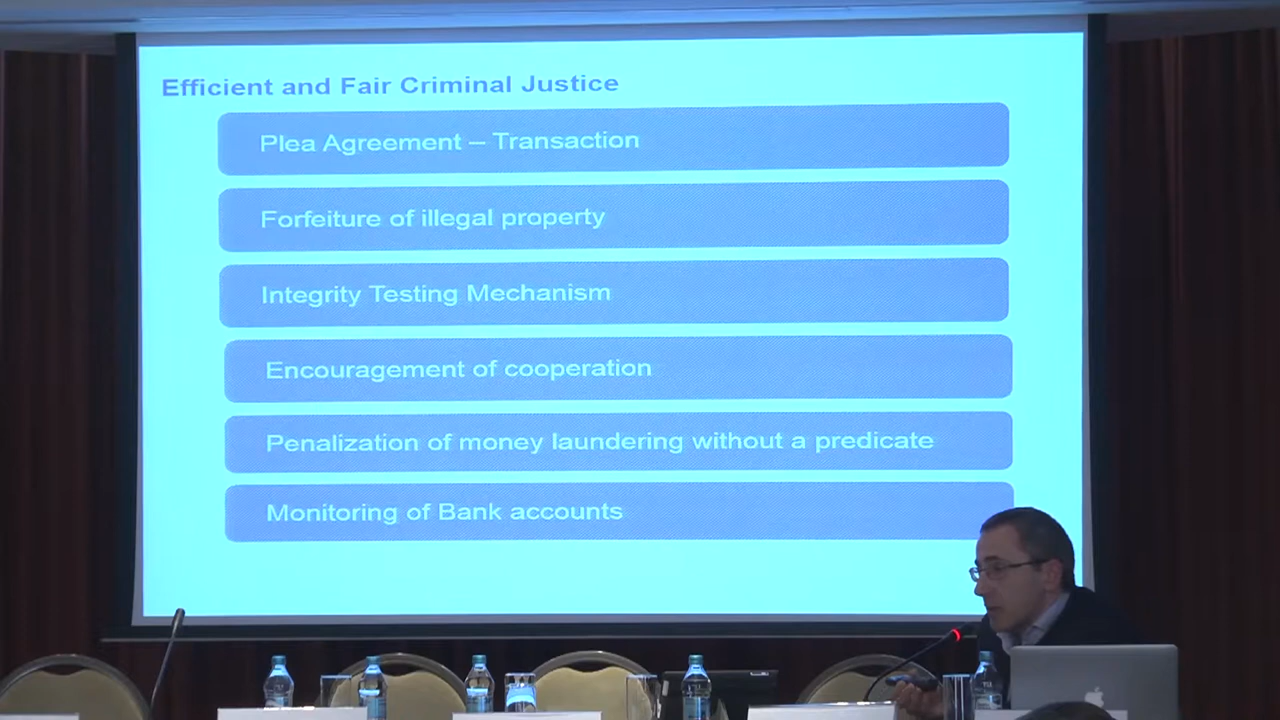 Efficient and Fair Criminal Justice
Plea Agreement – Transaction
Forfeiture of illegal property
Integrity Testing Mechanism
Encouragement of cooperation
Penalization of money laundering without a predicate
Monitoring of Bank accounts